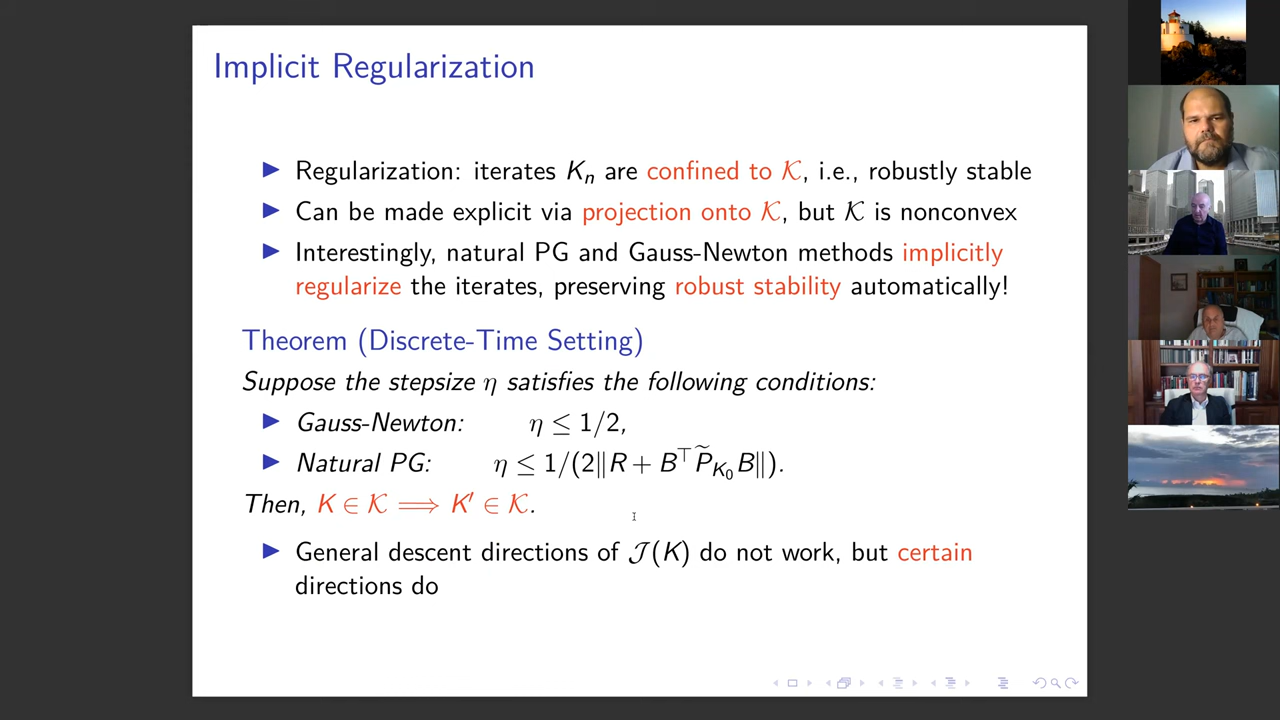 Implicit Regularization
▶ Regularization: iterates Kₙ are confined to 𝒦, i.e., robustly stable
▶ Can be made explicit via projection onto 𝒦, but 𝒦 is nonconvex
▶ Interestingly, natural PG and Gauss-Newton methods implicitly
regularize the iterates, preserving robust stability automatically!
Theorem (Discrete-Time Setting)
Suppose the stepsize η satisfies the following conditions:
▶ Gauss-Newton: η ≤ 1/2,
▶ Natural PG: η ≤ 1/(2‖R + B⊤P̃_{K₀}B‖).
Then, K ∈ 𝒦 ⟹ K′ ∈ 𝒦.
▶ General descent directions of 𝒥(K) do not work, but certain
directions do